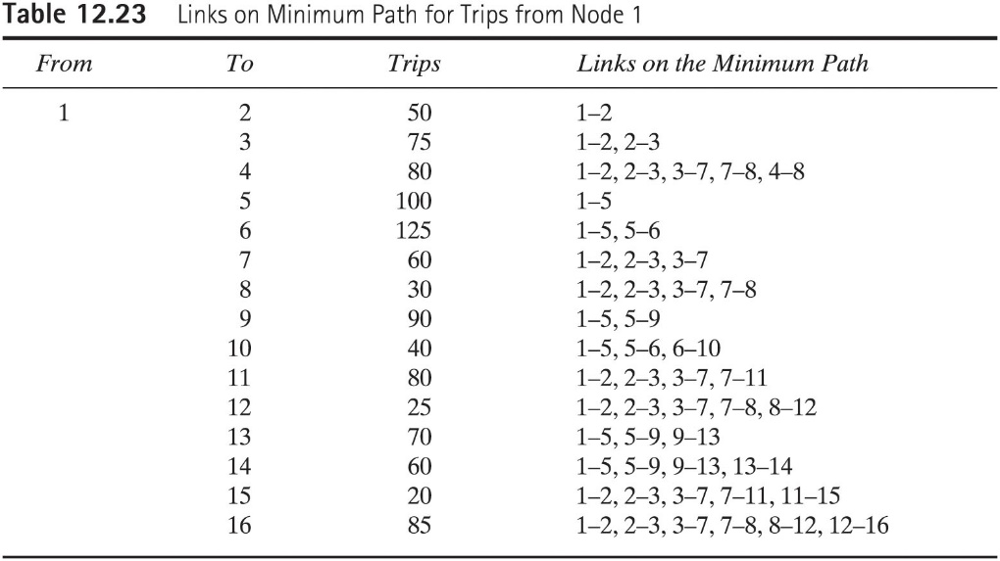 Table 12.23 Links on Minimum Path for Trips from Node 1
From To Trips Links on the Minimum Path
1 2 50 1–2
3 75 1–2, 2–3
4 80 1–2, 2–3, 3–7, 7–8, 4–8
5 100 1–5
6 125 1–5, 5–6
7 60 1–2, 2–3, 3–7
8 30 1–2, 2–3, 3–7, 7–8
9 90 1–5, 5–9
10 40 1–5, 5–6, 6–10
11 80 1–2, 2–3, 3–7, 7–11
12 25 1–2, 2–3, 3–7, 7–8, 8–12
13 70 1–5, 5–9, 9–13
14 60 1–5, 5–9, 9–13, 13–14
15 20 1–2, 2–3, 3–7, 7–11, 11–15
16 85 1–2, 2–3, 3–7, 7–8, 8–12, 12–16